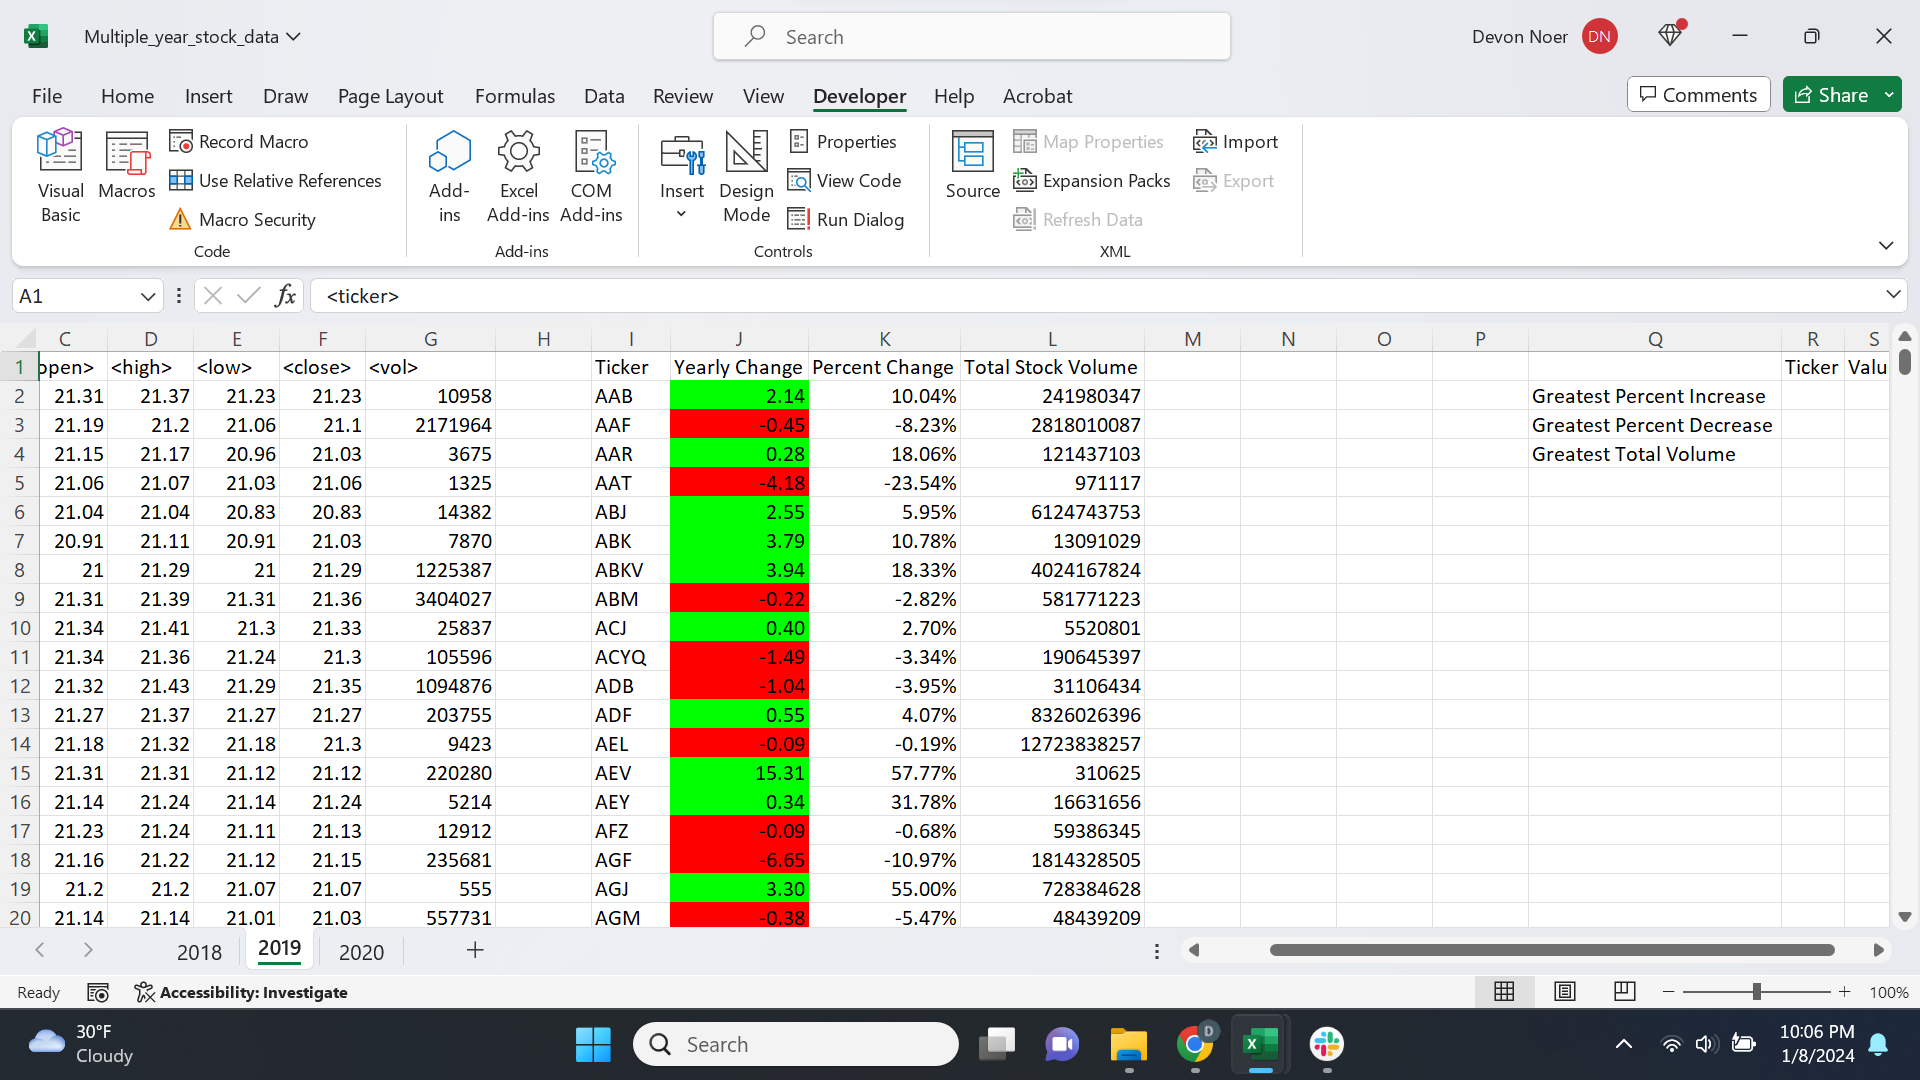 Multiple_year_stock_data
Search
Devon Noer DN
File Home Insert Draw Page Layout Formulas Data Review View Developer Help Acrobat Comments Share
Visual Basic
Macros
Record Macro
Use Relative References
Macro Security
Code
Add-ins
Excel Add-ins
COM Add-ins
Add-ins
Insert
Design Mode
Properties
View Code
Run Dialog
Controls
Source
Map Properties
Expansion Packs
Refresh Data
Import
Export
XML
A1 fx <ticker>
C D E F G H I J K L M N O P Q R S
1 open> <high> <low> <close> <vol> Ticker Yearly Change Percent Change Total Stock Volume Ticker Valu
2 21.31 21.37 21.23 21.23 10958 AAB 2.14 10.04% 241980347 Greatest Percent Increase
3 21.19 21.2 21.06 21.1 2171964 AAF -0.45 -8.23% 2818010087 Greatest Percent Decrease
4 21.15 21.17 20.96 21.03 3675 AAR 0.28 18.06% 121437103 Greatest Total Volume
5 21.06 21.07 21.03 21.06 1325 AAT -4.18 -23.54% 971117
6 21.04 21.04 20.83 20.83 14382 ABJ 2.55 5.95% 6124743753
7 20.91 21.11 20.91 21.03 7870 ABK 3.79 10.78% 13091029
8 21 21.29 21 21.29 1225387 ABKV 3.94 18.33% 4024167824
9 21.31 21.39 21.31 21.36 3404027 ABM -0.22 -2.82% 581771223
10 21.34 21.41 21.3 21.33 25837 ACJ 0.40 2.70% 5520801
11 21.34 21.36 21.24 21.3 105596 ACYQ -1.49 -3.34% 190645397
12 21.32 21.43 21.29 21.35 1094876 ADB -1.04 -3.95% 31106434
13 21.27 21.37 21.27 21.27 203755 ADF 0.55 4.07% 8326026396
14 21.18 21.32 21.18 21.3 9423 AEL -0.09 -0.19% 12723838257
15 21.31 21.31 21.12 21.12 220280 AEV 15.31 57.77% 310625
16 21.14 21.24 21.14 21.24 5214 AEY 0.34 31.78% 16631656
17 21.23 21.24 21.11 21.13 12912 AFZ -0.09 -0.68% 59386345
18 21.16 21.22 21.12 21.15 235681 AGF -6.65 -10.97% 1814328505
19 21.2 21.2 21.07 21.07 555 AGJ 3.30 55.00% 728384628
20 21.14 21.14 21.01 21.03 557731 AGM -0.38 -5.47% 48439209
2018 2019 2020
Ready Accessibility: Investigate 100%
30°F
Cloudy
Search
D
10:06 PM
1/8/2024